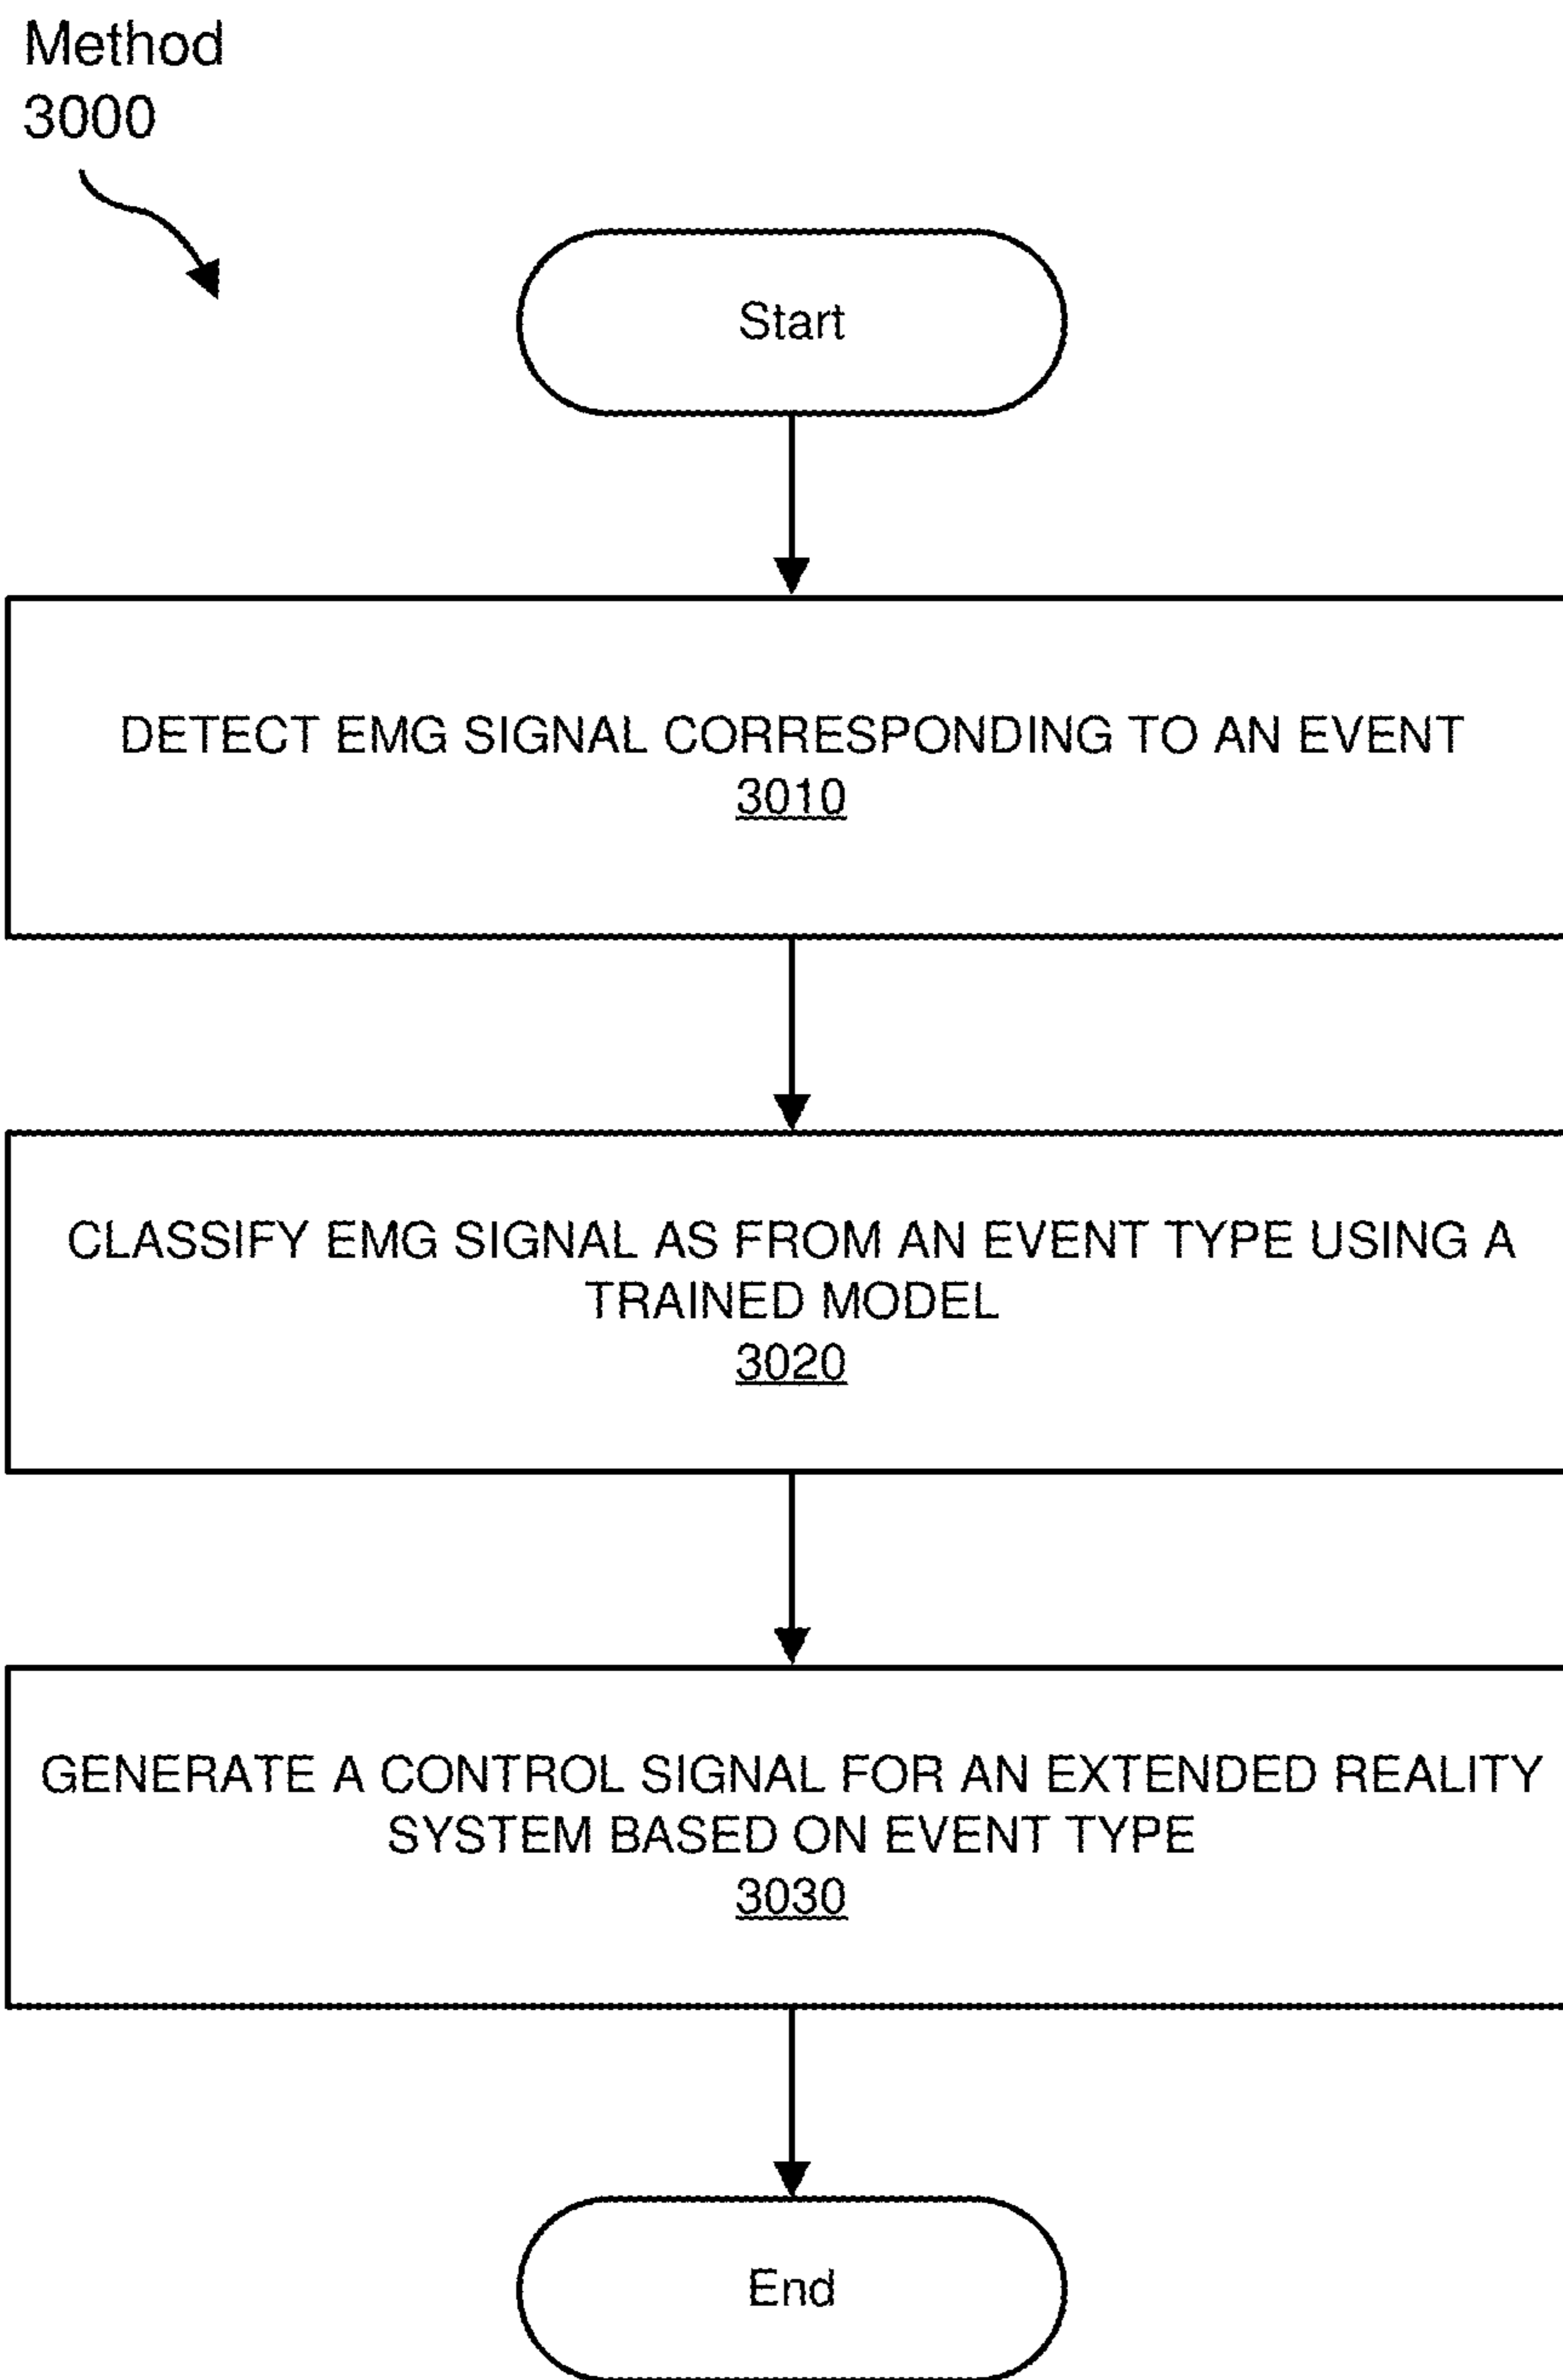 Method
3000
Start
DETECT EMG SIGNAL CORRESPONDING TO AN EVENT
3010
CLASSIFY EMG SIGNAL AS FROM AN EVENT TYPE USING A
TRAINED MODEL
3020
GENERATE A CONTROL SIGNAL FOR AN EXTENDED REALITY
SYSTEM BASED ON EVENT TYPE
3030
End